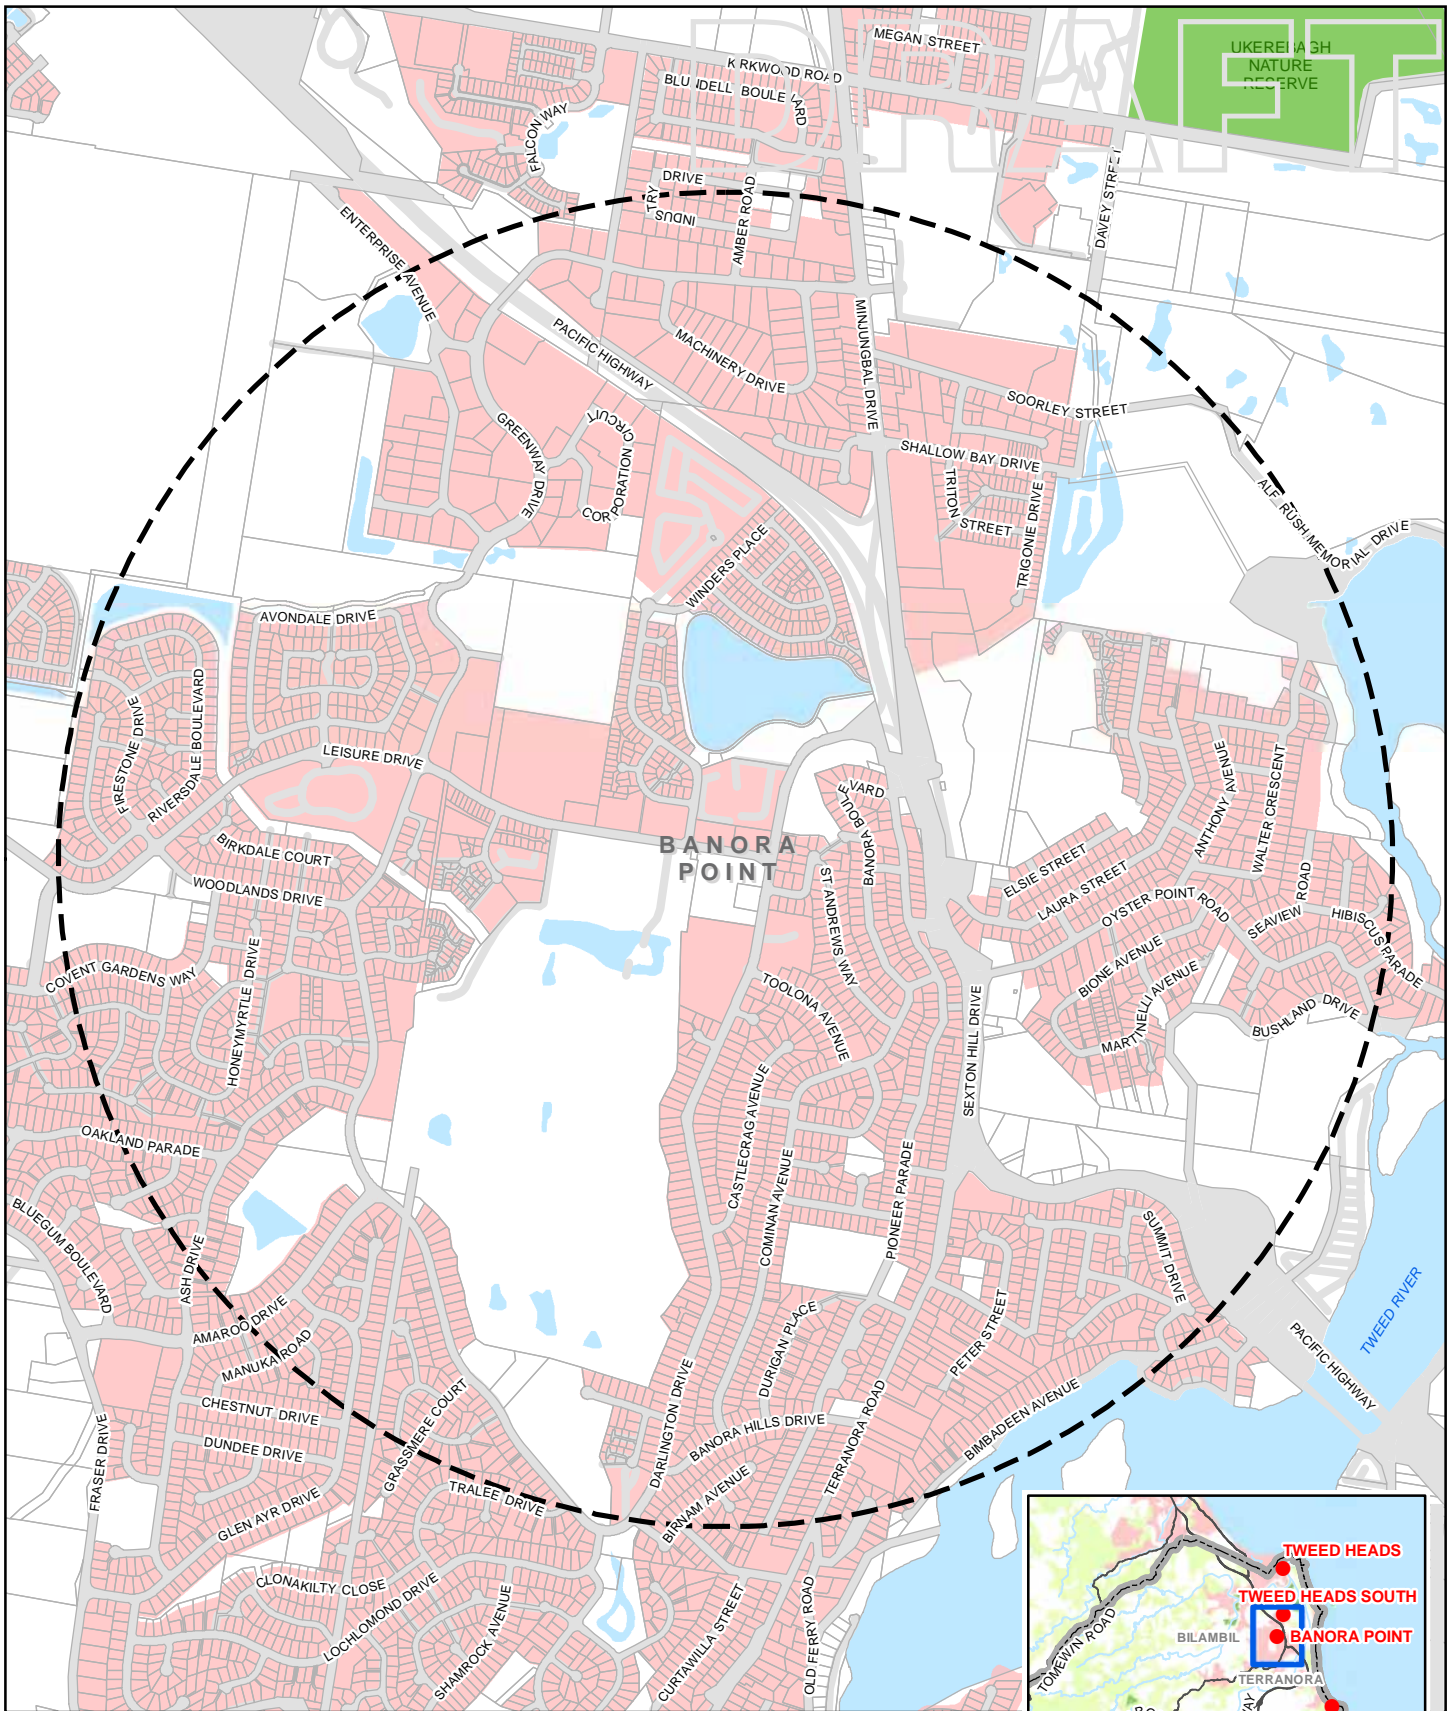 DRAFT
MEGAN STREET
UKEREBAGH
NATURE
RESERVE
KIRKWOOD ROAD
BLUNDELL BOULEVARD
FALCON WAY
DAVEY STREET
INDUSTRY DRIVE
AMBER ROAD
ENTERPRISE AVENUE
PACIFIC HIGHWAY
MACHINERY DRIVE
MINJUNGBAL DRIVE
SOORLEY STREET
GREENWAY DRIVE
CORPORATION CIRCUIT
SHALLOW BAY DRIVE
TRITON STREET
TRIGONIE DRIVE
ALF RUSH MEMORIAL DRIVE
WINDERS PLACE
AVONDALE DRIVE
FIRESTONE DRIVE
RIVERSDALE BOULEVARD
LEISURE DRIVE
BANORA BOULEVARD
ANTHONY AVENUE
WALTER CRESCENT
BANORA
POINT
BIRKDALE COURT
WOODLANDS DRIVE
ST ANDREWS WAY
ELSIE STREET
LAURA STREET
OYSTER POINT ROAD
SEAVIEW ROAD
HIBISCUS PARADE
COVENT GARDENS WAY
HONEYMYRTLE DRIVE
TOOLONA AVENUE
BIONE AVENUE
MARTINELLI AVENUE
BUSHLAND DRIVE
SEXTON HILL DRIVE
CASTLECRAG AVENUE
OAKLAND PARADE
COMINAN AVENUE
PIONEER PARADE
BLUEGUM BOULEVARD
ASH DRIVE
SUMMIT DRIVE
TWEED RIVER
AMAROO DRIVE
MANUKA ROAD
DURIGAN PLACE
PETER STREET
PACIFIC HIGHWAY
CHESTNUT DRIVE
DUNDEE DRIVE
GRASSMERE COURT
DARLINGTON DRIVE
BANORA HILLS DRIVE
TERRANORA ROAD
BIMBADEEN AVENUE
FRASER DRIVE
GLEN AYR DRIVE
TRALEE DRIVE
BIRNAM AVENUE
CLONAKILTY CLOSE
LOCHLOMOND DRIVE
SHAMROCK AVENUE
CURTAWILLA STREET
OLD FERRY ROAD
TWEED HEADS
TWEED HEADS SOUTH
BILAMBIL
BANORA POINT
TERRANORA
TOMEWIN ROAD